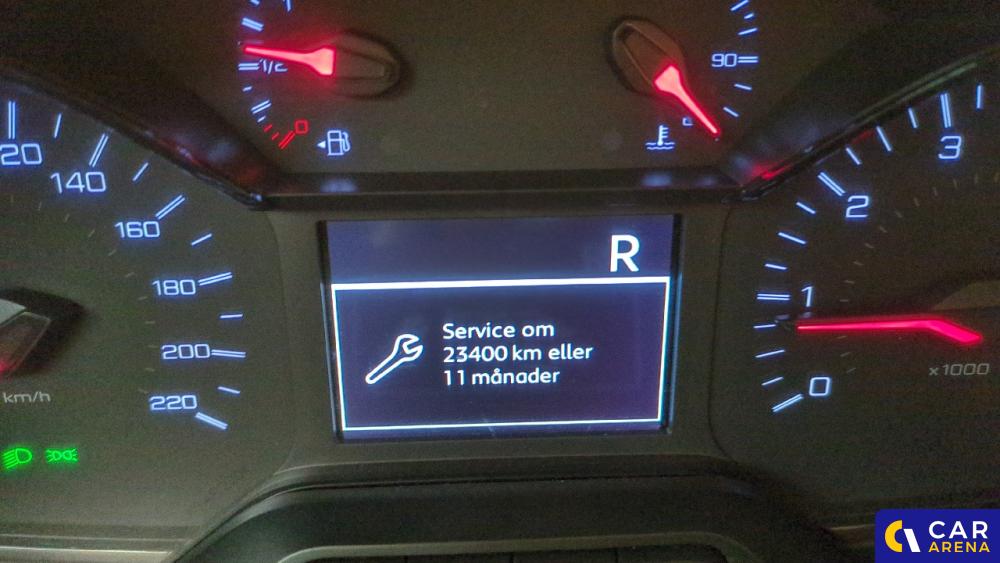 1/2
0
90
20
140
160
180
200
220
km/h
R
Service om
23400 km eller
11 månader
3
2
1
0
x1000
CAR
ARENA